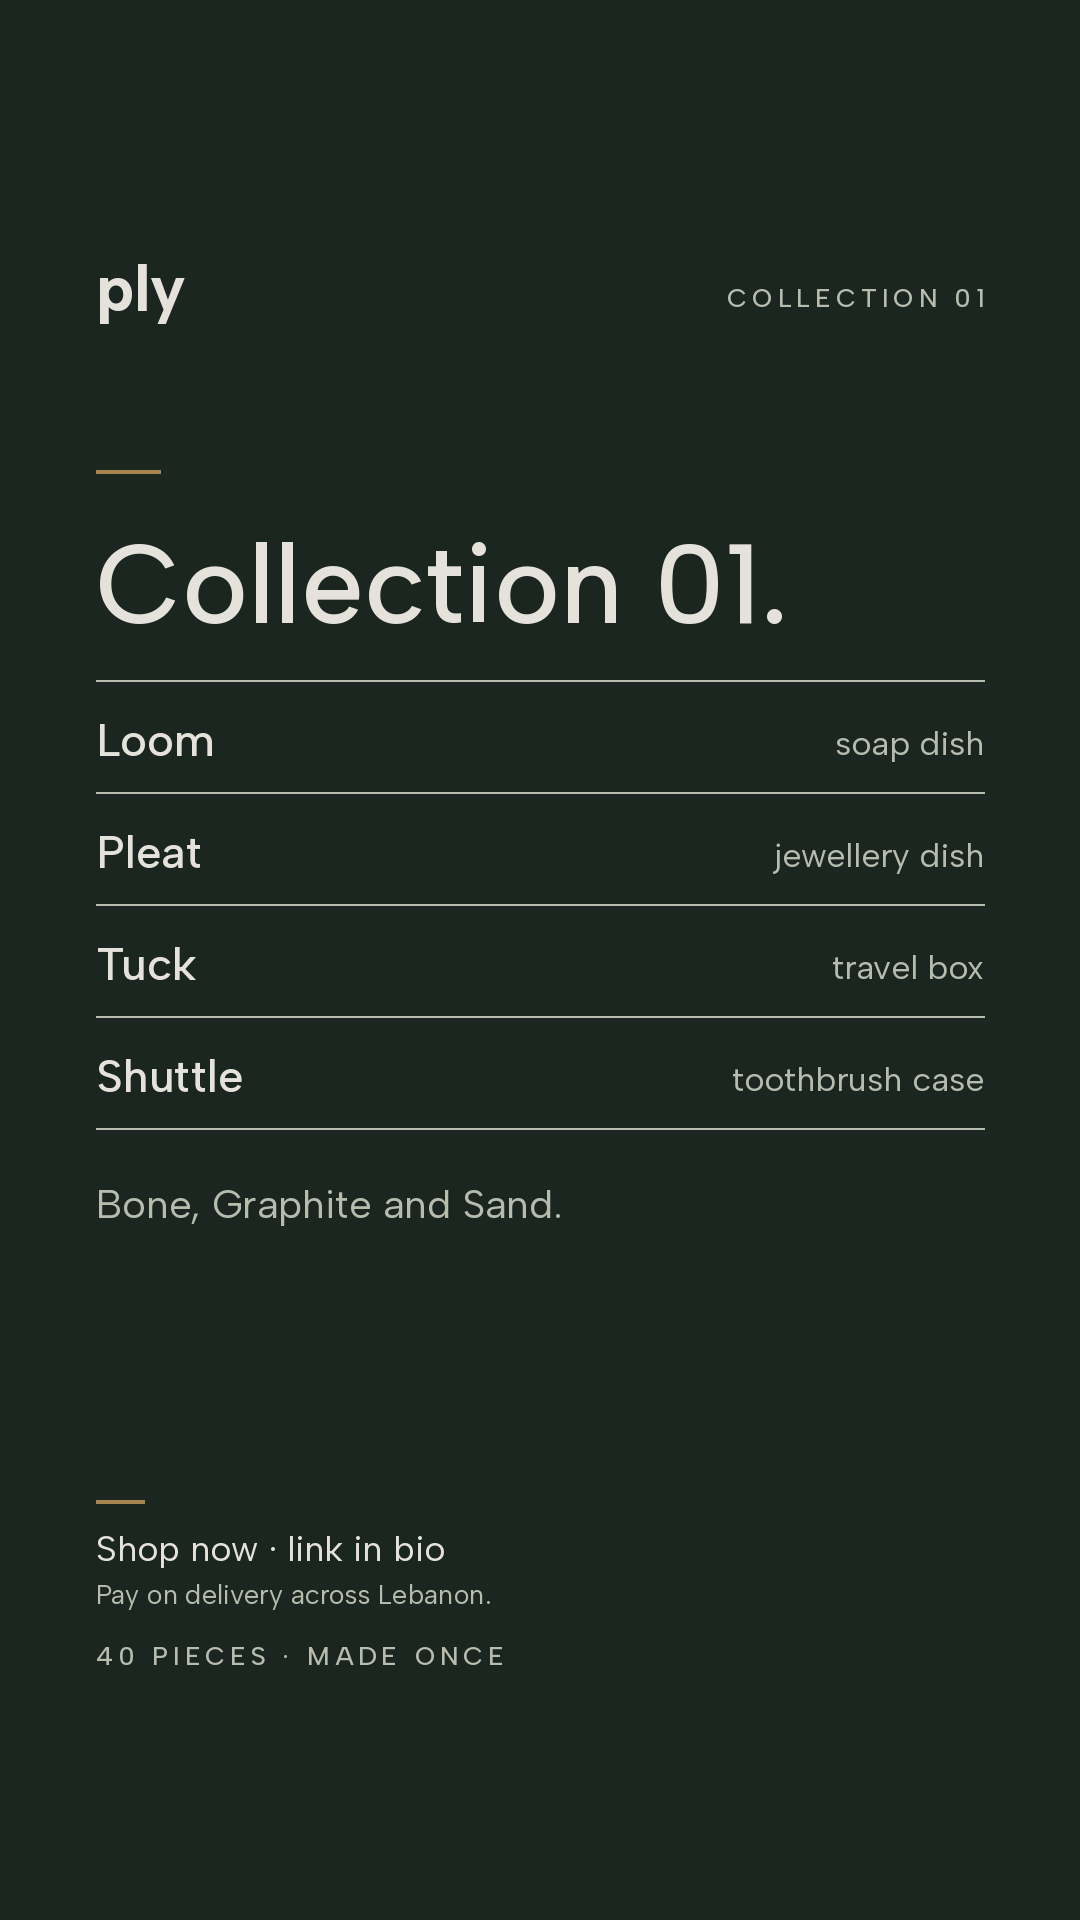 ply
COLLECTION 01
Collection 01.
Loom
soap dish
Pleat
jewellery dish
Tuck
travel box
Shuttle
toothbrush case
Bone, Graphite and Sand.
Shop now · link in bio
Pay on delivery across Lebanon.
40 PIECES · MADE ONCE